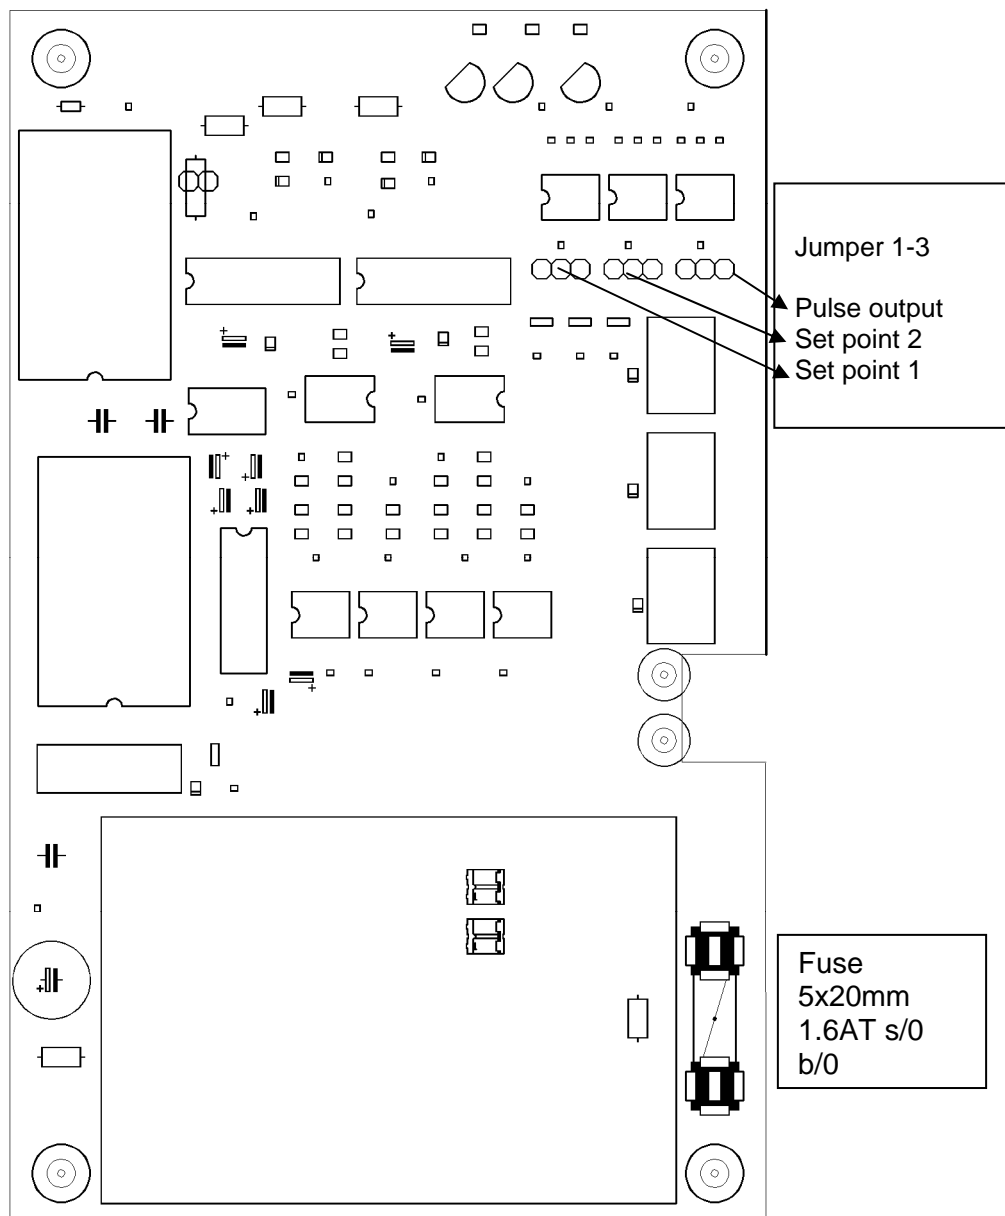 Jumper 1-3
Pulse output
Set point 2
Set point 1
Fuse
5x20mm
1.6AT s/0
b/0